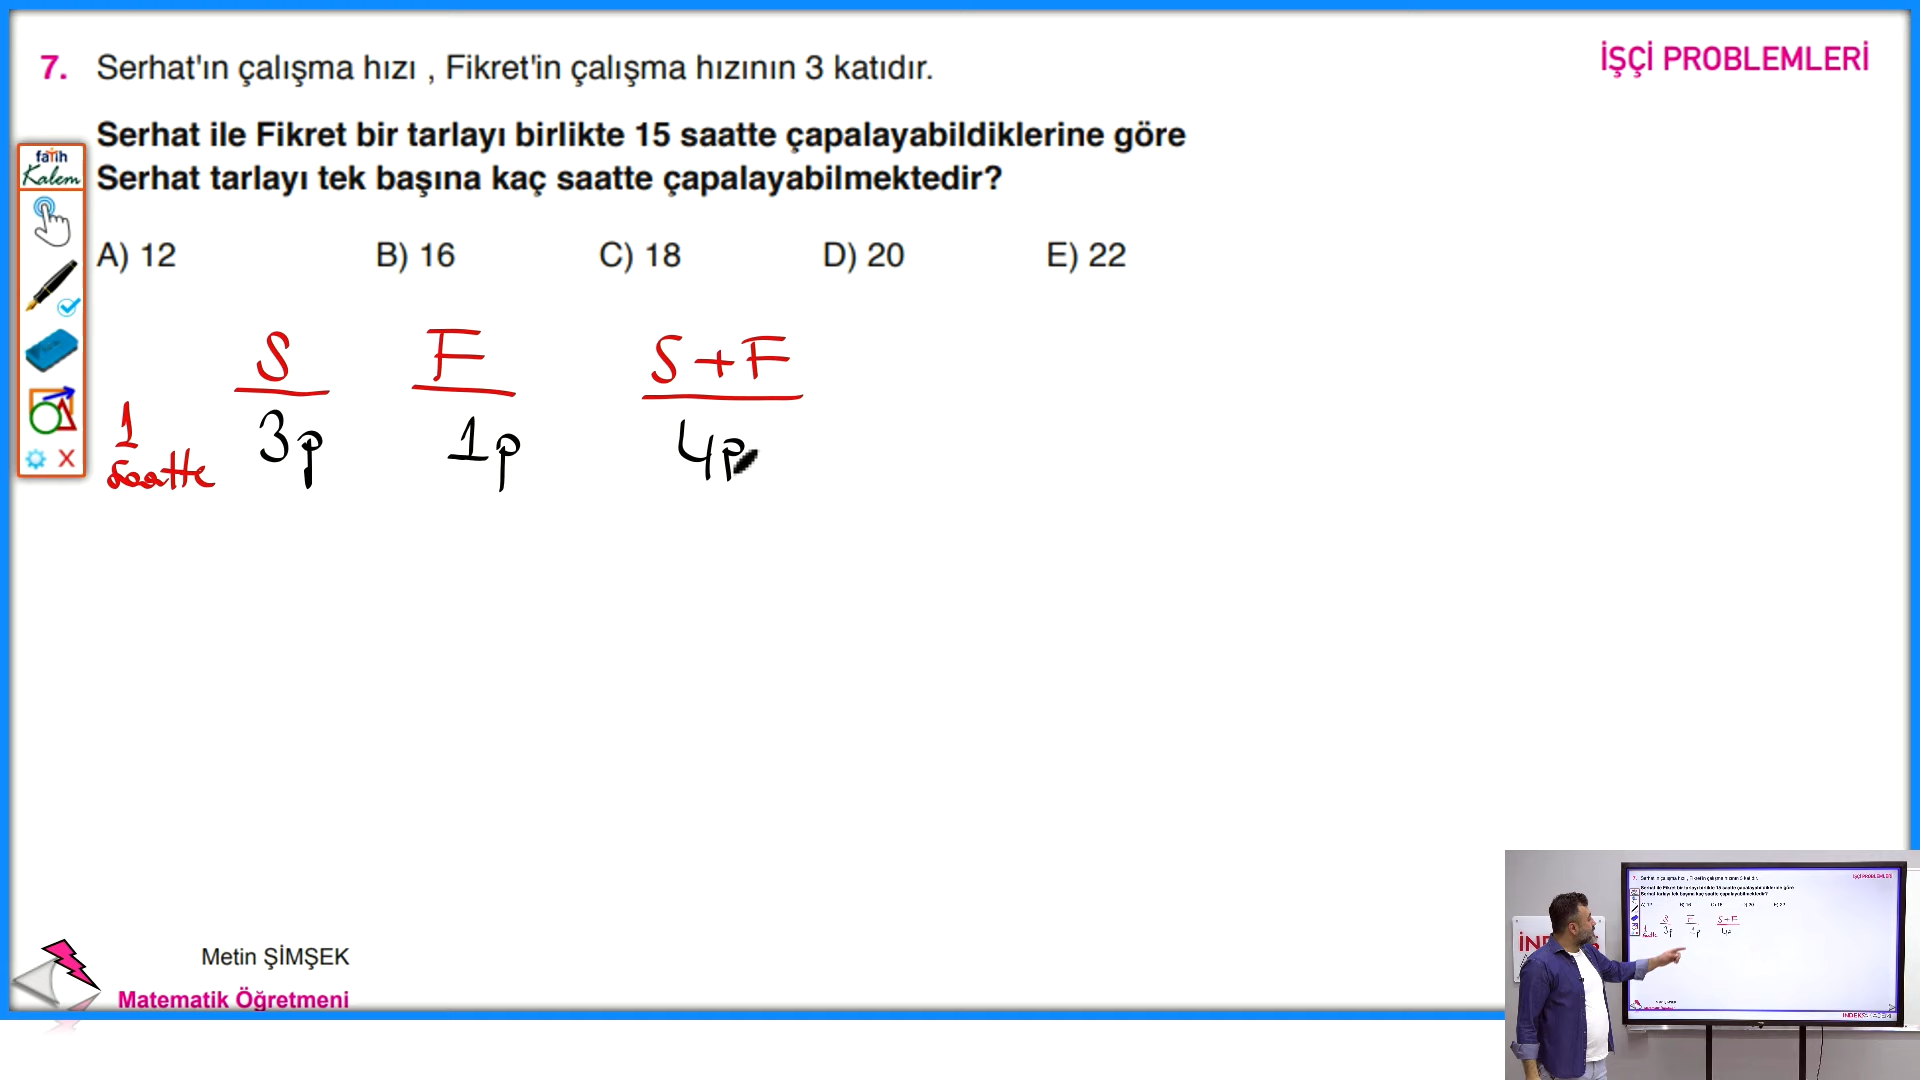 7. Serhat'ın çalışma hızı , Fikret'in çalışma hızının 3 katıdır.
İŞÇİ PROBLEMLERİ
Serhat ile Fikret bir tarlayı birlikte 15 saatte çapalayabildiklerine göre
Serhat tarlayı tek başına kaç saatte çapalayabilmektedir?
fatih
Kalem
A) 12 B) 16 C) 18 D) 20 E) 22
S F S+F
1
saatte
3p 1p 4p
Metin ŞİMŞEK
Matematik Öğretmeni